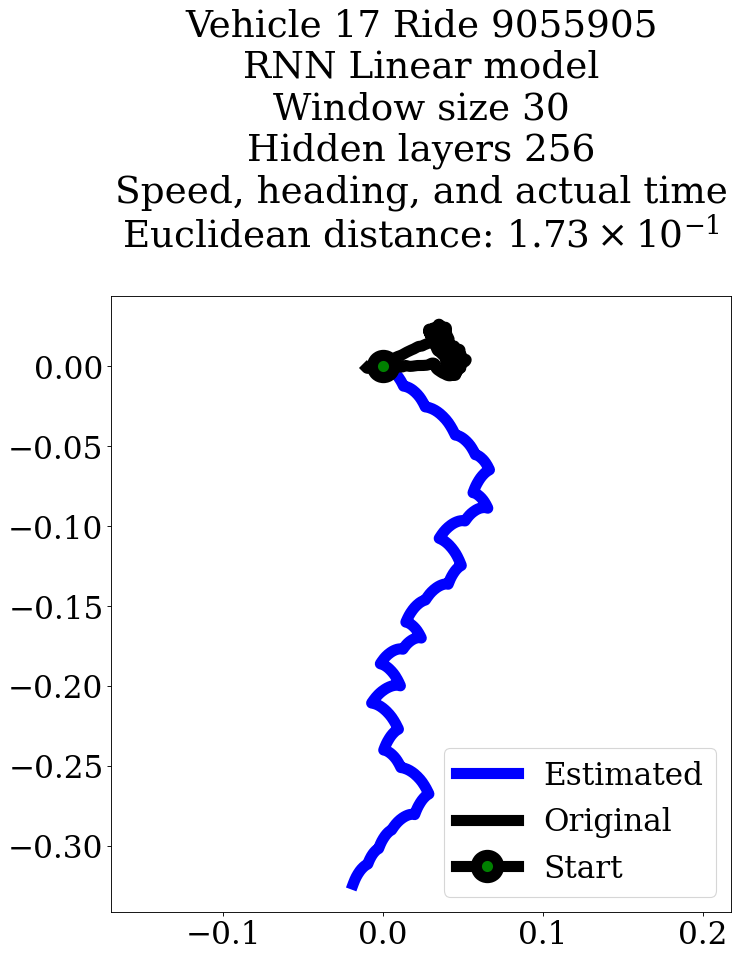 Vehicle 17 Ride 9055905
RNN Linear model
Window size 30
Hidden layers 256
Speed, heading, and actual time
Euclidean distance: 1.73 × 10⁻¹
0.00
−0.05
−0.10
−0.15
−0.20
−0.25
−0.30
Estimated
Original
Start
−0.1 0.0 0.1 0.2